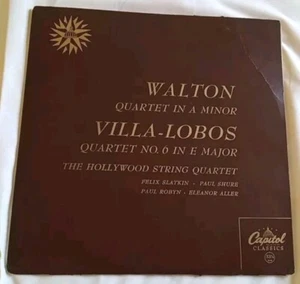 WALTON
QUARTET IN A MINOR
VILLA-LOBOS
QUARTET NO. 6 IN E MAJOR
THE HOLLYWOOD STRING QUARTET
FELIX SLATKIN - PAUL SHURE
PAUL ROBYN - ELEANOR ALLER
Capitol
CLASSICS